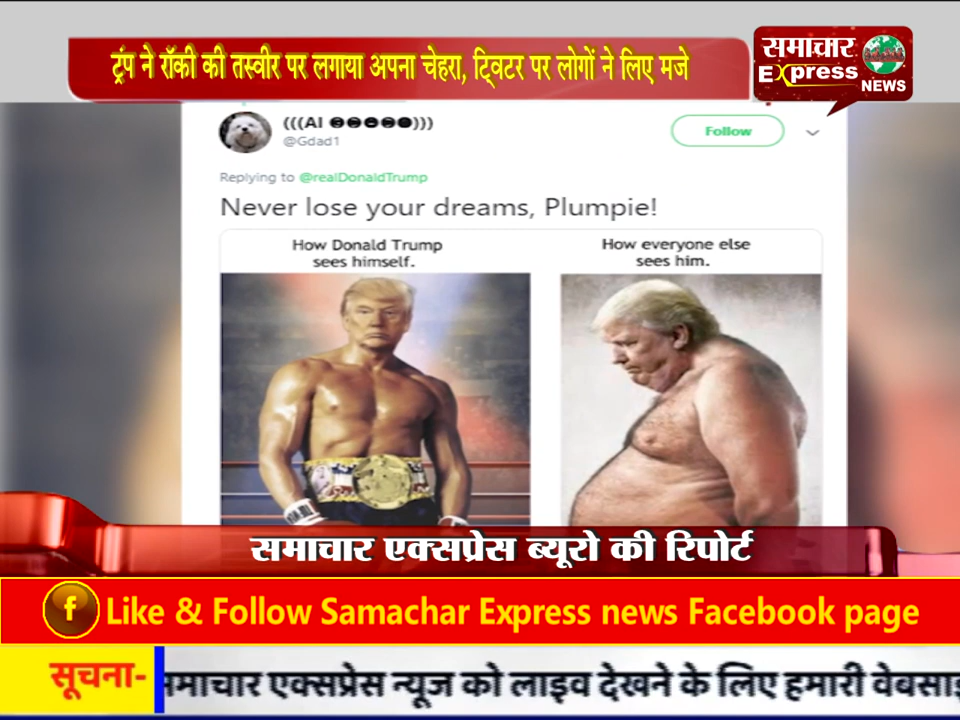 ट्रंप ने रॉकी की तस्वीर पर लगाया अपना चेहरा, ट्विटर पर लोगों ने लिए मजे
समाचार
Express
NEWS
(((Al
@Gdad1
Follow
Replying to @realDonaldTrump
Never lose your dreams, Plumpie!
How Donald Trump
sees himself.
How everyone else
sees him.
समाचार एक्सप्रेस ब्यूरो की रिपोर्ट
f Like & Follow Samachar Express news Facebook page
सूचना- समाचार एक्सप्रेस न्यूज को लाइव देखने के लिए हमारी